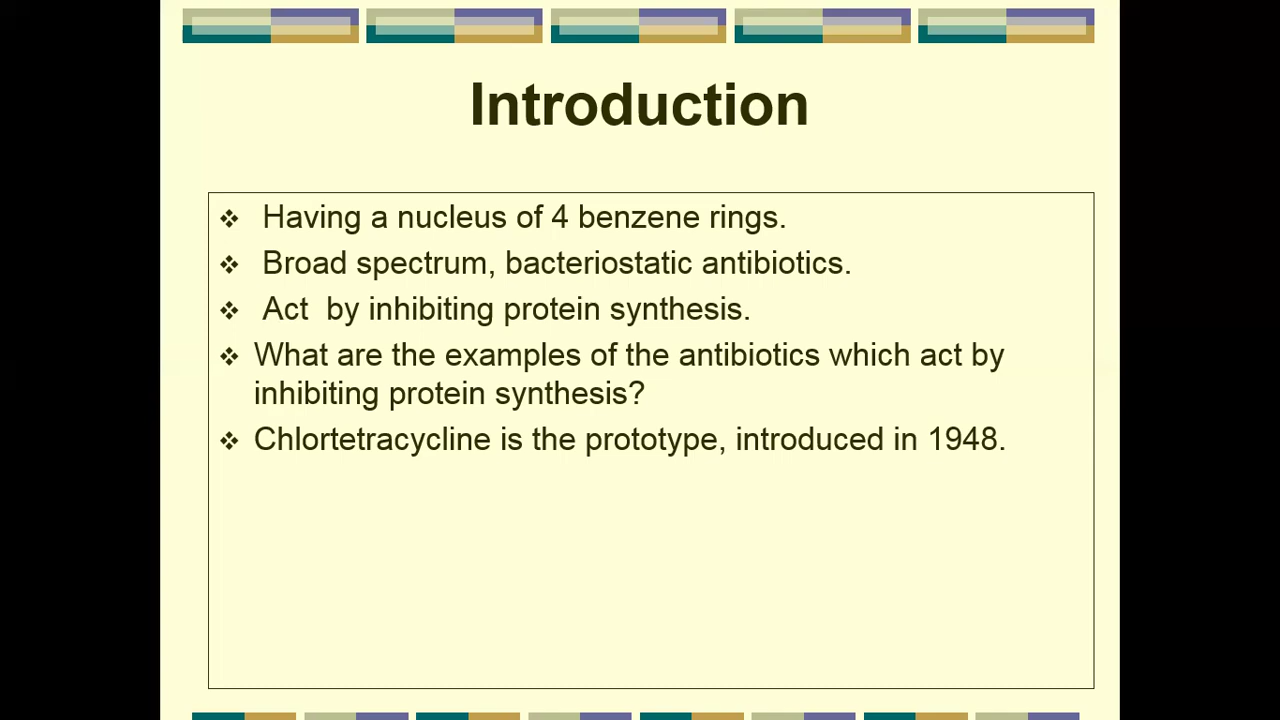 Introduction
❖ Having a nucleus of 4 benzene rings.
❖ Broad spectrum, bacteriostatic antibiotics.
❖ Act  by inhibiting protein synthesis.
❖ What are the examples of the antibiotics which act by
inhibiting protein synthesis?
❖ Chlortetracycline is the prototype, introduced in 1948.